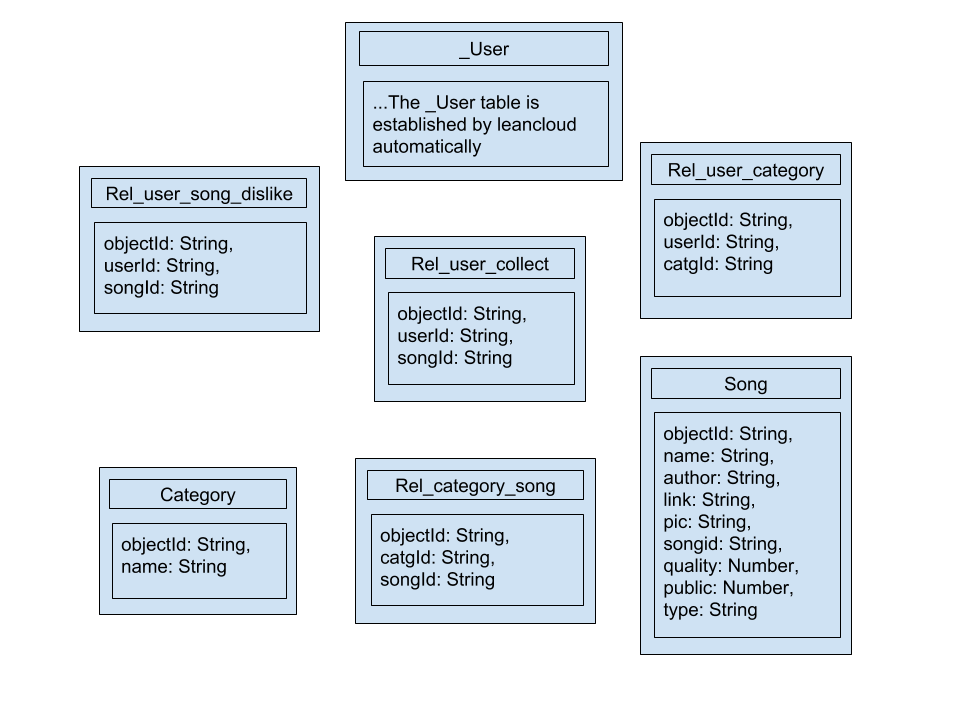 _User
...The _User table is
established by leancloud
automatically
Rel_user_song_dislike
objectId: String,
userId: String,
songId: String
Rel_user_collect
objectId: String,
userId: String,
songId: String
Rel_user_category
objectId: String,
userId: String,
catgId: String
Category
objectId: String,
name: String
Rel_category_song
objectId: String,
catgId: String,
songId: String
Song
objectId: String,
name: String,
author: String,
link: String,
pic: String,
songid: String,
quality: Number,
public: Number,
type: String